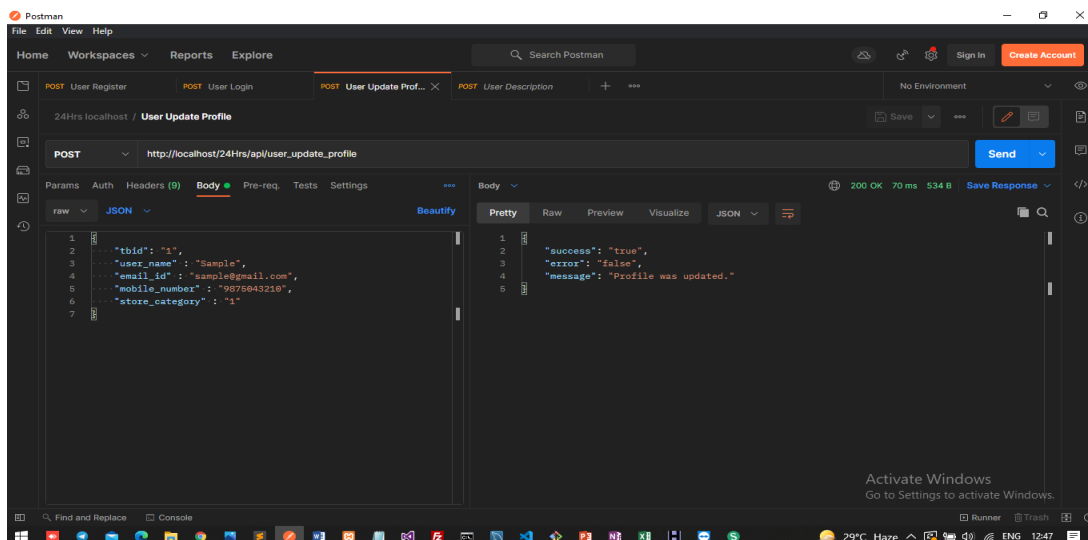 Postman
File Edit View Help
Home Workspaces Reports Explore Search Postman Sign In Create Account
POST User Register POST User Login POST User Update Prof... POST User Description No Environment
24Hrs localhost / User Update Profile Save
POST http://localhost/24Hrs/api/user_update_profile Send
Params Auth Headers (9) Body Pre-req. Tests Settings Body 200 OK 70 ms 534 B Save Response
raw JSON Beautify Pretty Raw Preview Visualize JSON
1 { 1 {
2 "tbid": "1", 2 "success": "true",
3 "user_name" : "Sample", 3 "error": "false",
4 "email_id" : "sample@gmail.com", 4 "message": "Profile was updated."
5 "mobile_number" : "9875043210", 5 }
6 "store_category" : "1"
7 }
Activate Windows
Go to Settings to activate Windows.
Find and Replace Console Runner Trash
29°C Haze ENG 12:47